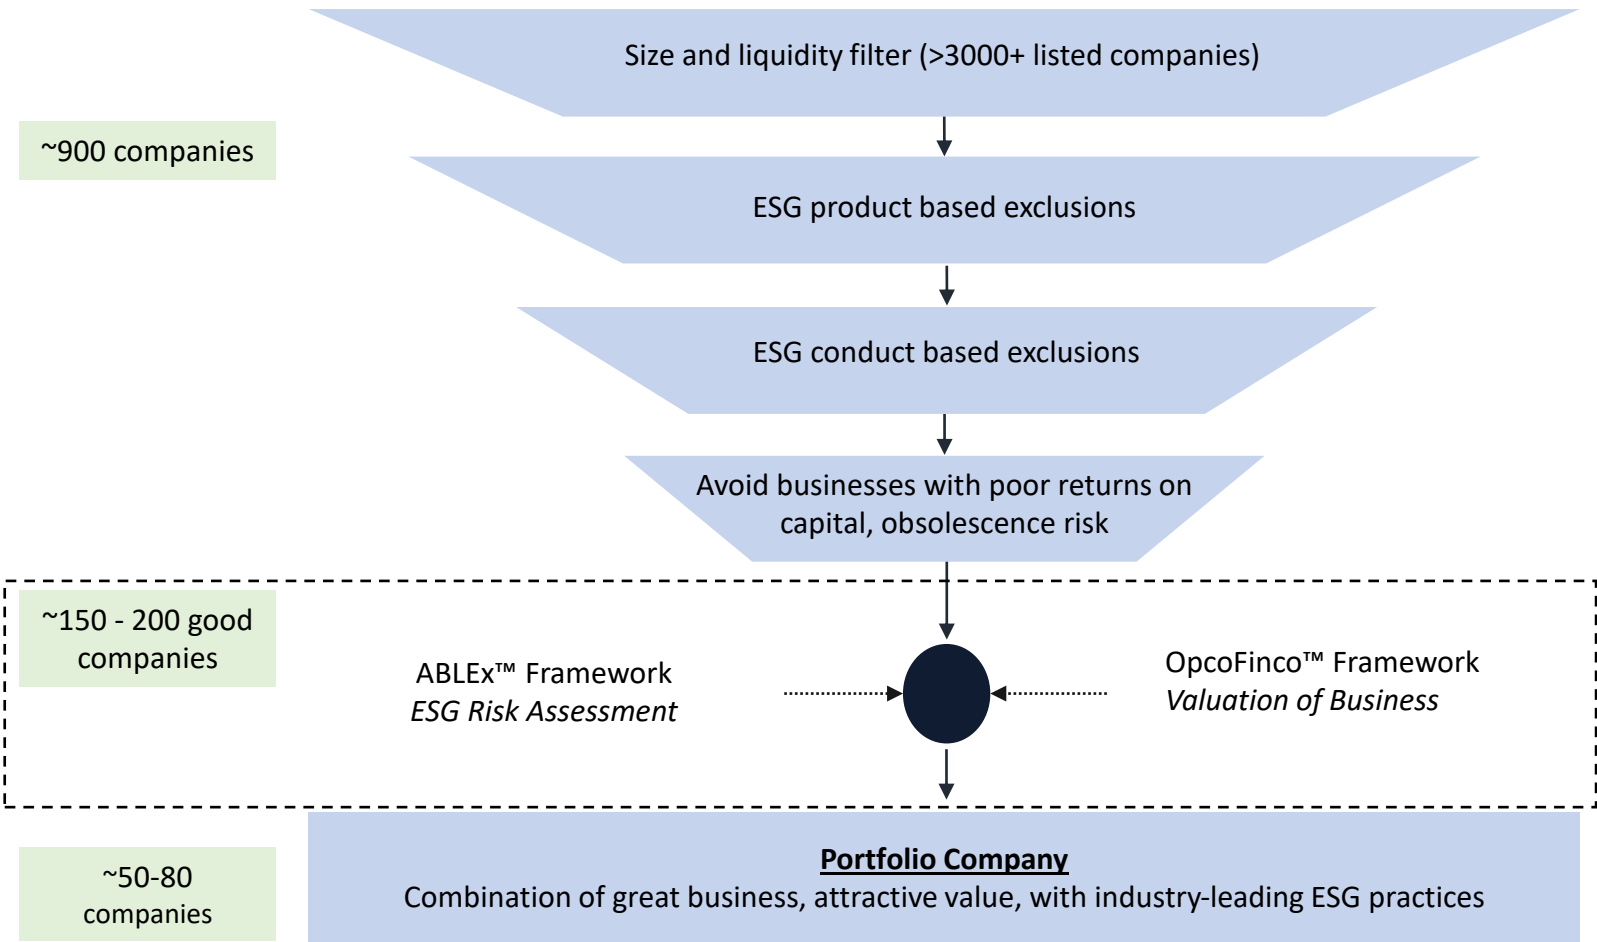 Size and liquidity filter (>3000+ listed companies)
~900 companies
ESG product based exclusions
ESG conduct based exclusions
Avoid businesses with poor returns on
capital, obsolescence risk
~150 - 200 good
companies
ABLEx™ Framework
ESG Risk Assessment
OpcoFinco™ Framework
Valuation of Business
~50-80
companies
Portfolio Company
Combination of great business, attractive value, with industry-leading ESG practices